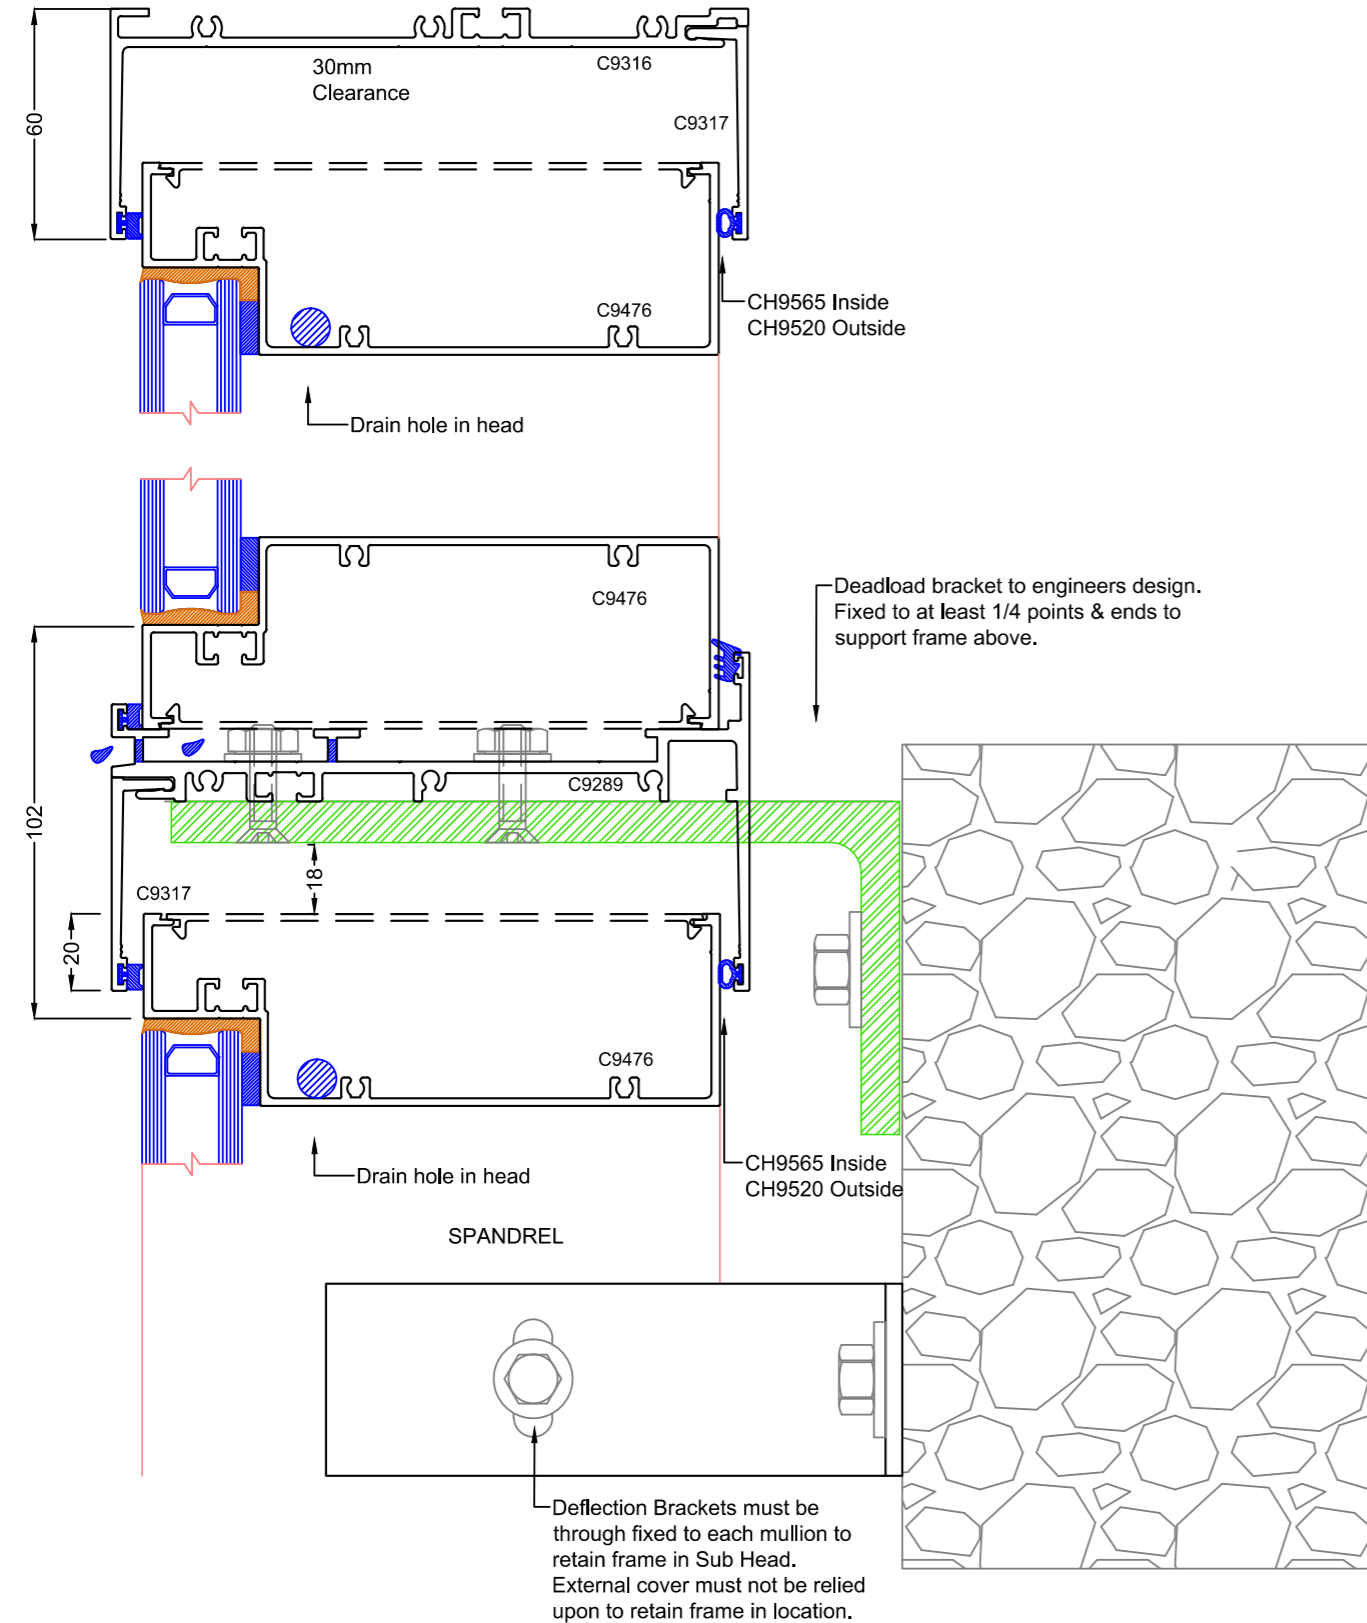 30mm
Clearance
C9316
C9317
60
C9476
CH9565 Inside
CH9520 Outside
Drain hole in head
C9476
Deadload bracket to engineers design.
Fixed to at least 1/4 points & ends to
support frame above.
C9289
102
18
C9317
20
C9476
CH9565 Inside
CH9520 Outside
Drain hole in head
SPANDREL
Deflection Brackets must be
through fixed to each mullion to
retain frame in Sub Head.
External cover must not be relied
upon to retain frame in location.